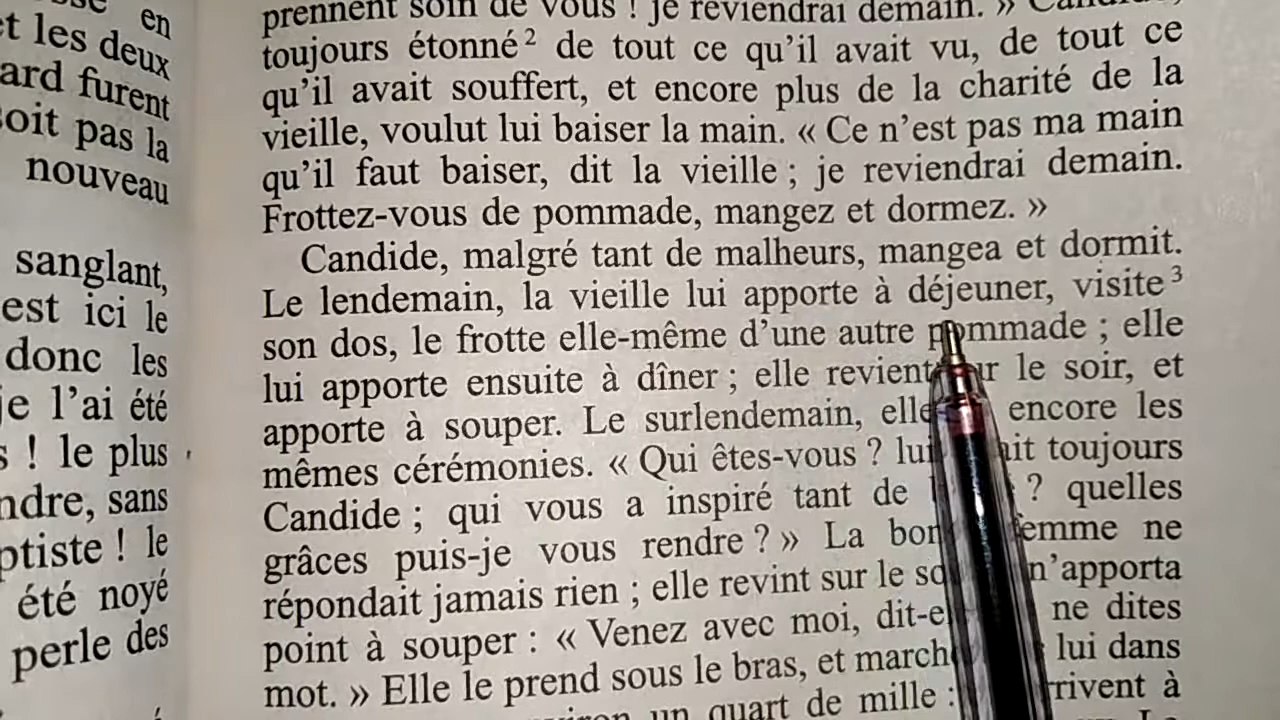 en
et les deux
furent
pas la
nouveau
sanglant,
est ici le
donc les
l'ai été
! le plus
sans
! le
été noyé
perle des
prennent soin de vous ! je reviendrai demain. »
toujours étonné² de tout ce qu'il avait vu, de tout ce
qu'il avait souffert, et encore plus de la charité de la
vieille, voulut lui baiser la main. « Ce n'est pas ma main
qu'il faut baiser, dit la vieille ; je reviendrai demain.
Frottez-vous de pommade, mangez et dormez. »
Candide, malgré tant de malheurs, mangea et dormit.
Le lendemain, la vieille lui apporte à déjeuner, visite³
son dos, le frotte elle-même d'une autre pommade ; elle
lui apporte ensuite à dîner ; elle revient le soir, et
apporte à souper. Le surlendemain, elle encore les
mêmes cérémonies. « Qui êtes-vous ? lui toujours
Candide ; qui vous a inspiré tant de ? quelles
grâces puis-je vous rendre ? » La femme ne
répondait jamais rien ; elle revint sur le n'apporta
point à souper : « Venez avec moi, ne dites
mot. » Elle le prend sous le bras, et lui dans
un quart de mille : à